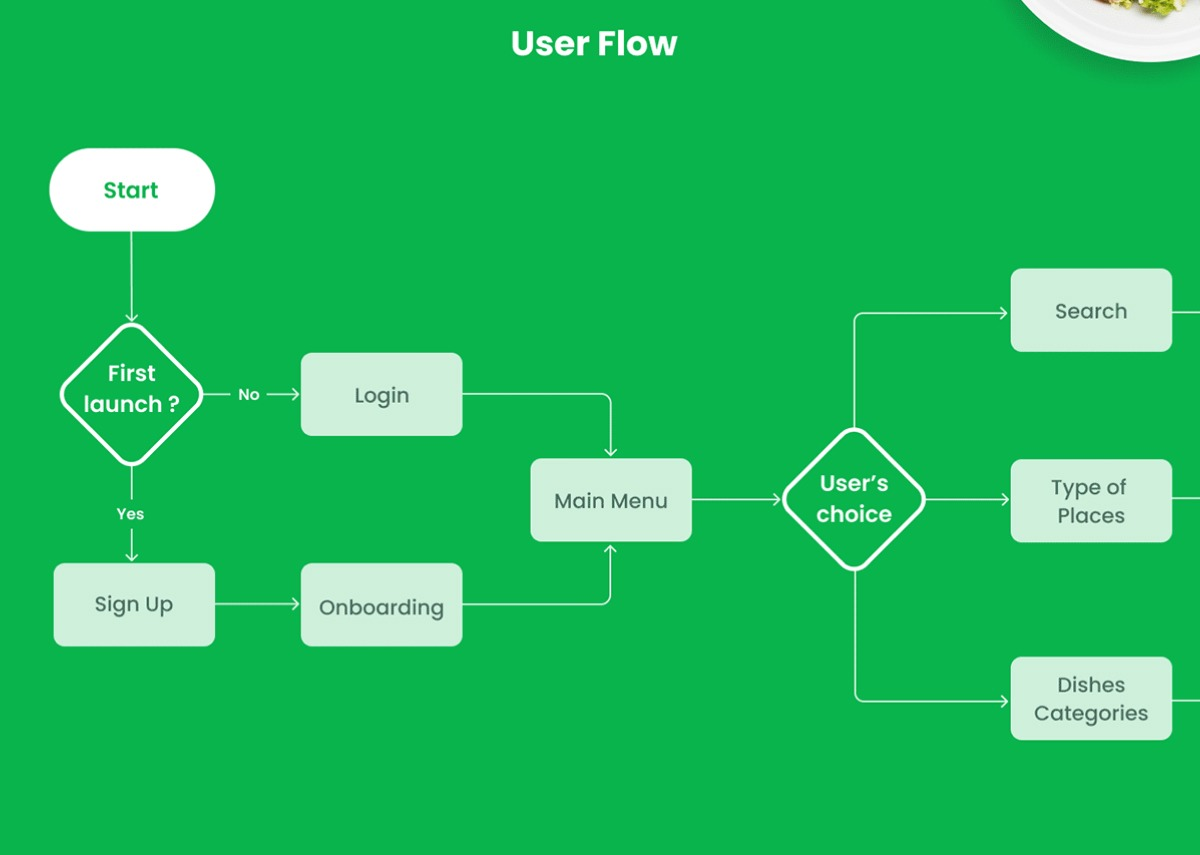 User Flow
Start
First
launch ?
No
Login
Yes
Sign Up
Onboarding
Main Menu
User’s
choice
Search
Type of
Places
Dishes
Categories